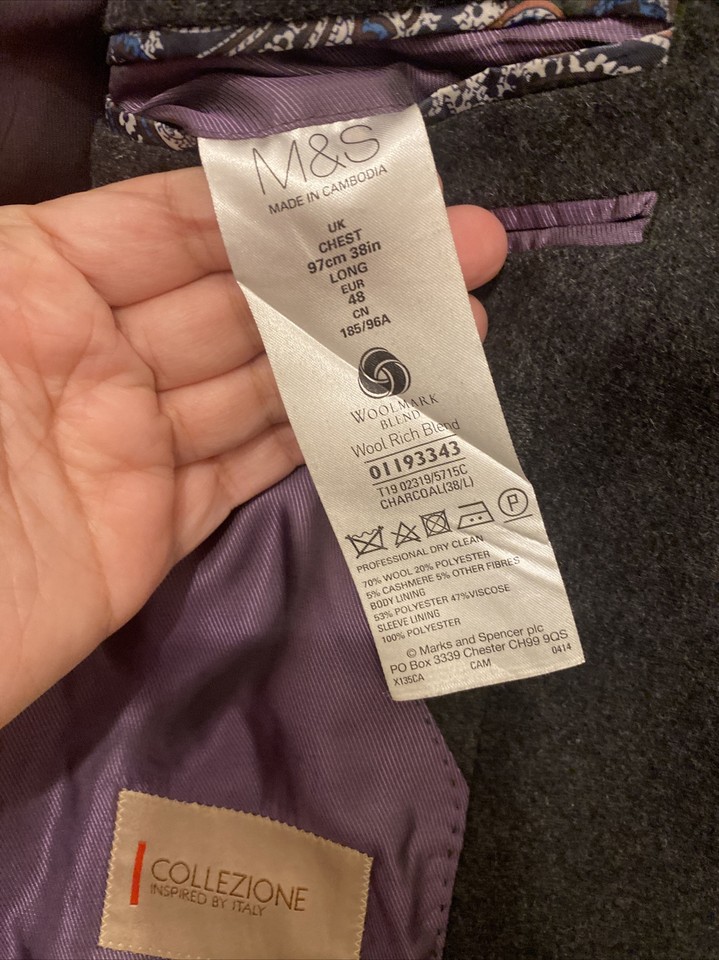 M&S
MADE IN CAMBODIA
UK
CHEST
97cm 38in
LONG
EUR
48
CN
185/96A
WOOLMARK
BLEND
Wool Rich Blend
01193343
T19 02319/5715C
CHARCOAL(38/L)
P
PROFESSIONAL DRY CLEAN
70% WOOL 20% POLYESTER
5% CASHMERE 5% OTHER FIBRES
BODY LINING
53% POLYESTER 47%VISCOSE
SLEEVE LINING
100% POLYESTER
© Marks and Spencer plc
PO Box 3339 Chester CH99 9QS
X135CA CAM 0414
COLLEZIONE
INSPIRED BY ITALY